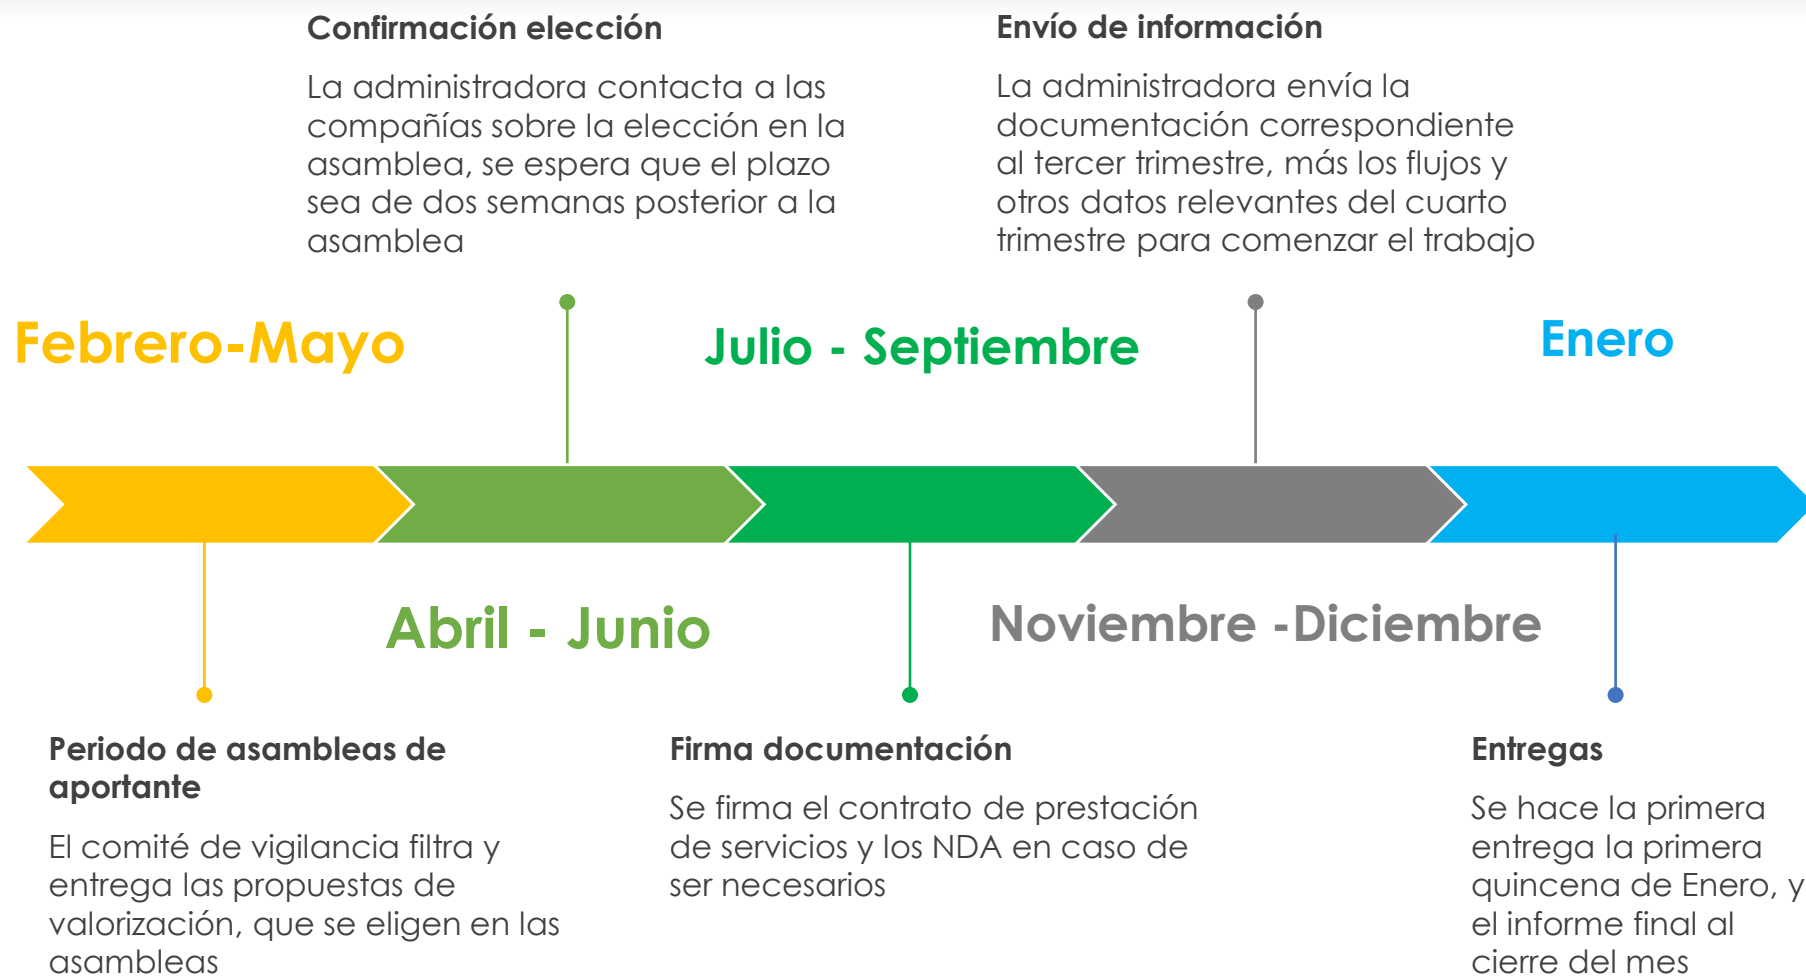 Confirmación elección
La administradora contacta a las
compañías sobre la elección en la
asamblea, se espera que el plazo
sea de dos semanas posterior a la
asamblea
Envío de información
La administradora envía la
documentación correspondiente
al tercer trimestre, más los flujos y
otros datos relevantes del cuarto
trimestre para comenzar el trabajo
Febrero-Mayo
Julio - Septiembre
Enero
Abril - Junio
Noviembre -Diciembre
Periodo de asambleas de
aportante
El comité de vigilancia filtra y
entrega las propuestas de
valorización, que se eligen en las
asambleas
Firma documentación
Se firma el contrato de prestación
de servicios y los NDA en caso de
ser necesarios
Entregas
Se hace la primera
entrega la primera
quincena de Enero, y
el informe final al
cierre del mes